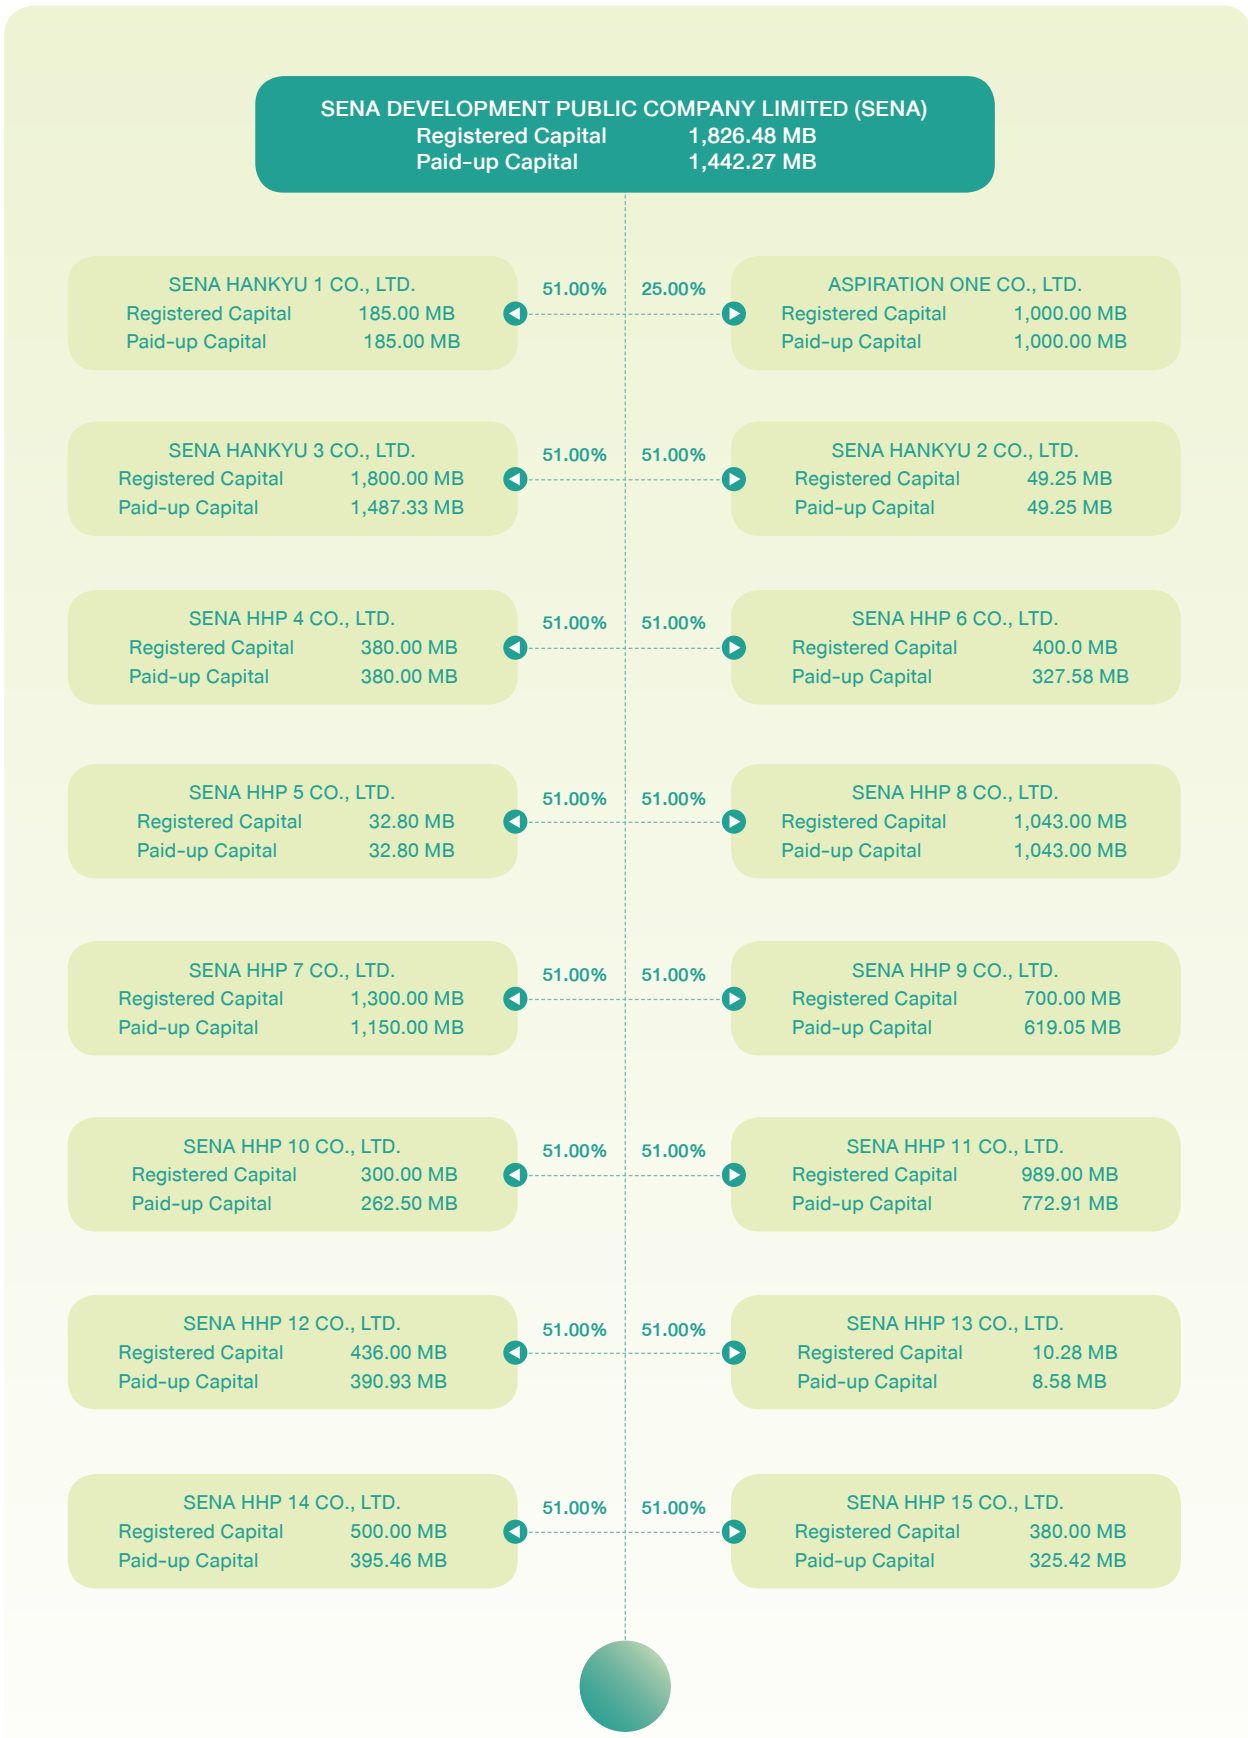 SENA DEVELOPMENT PUBLIC COMPANY LIMITED (SENA)
Registered Capital 1,826.48 MB
Paid-up Capital 1,442.27 MB
SENA HANKYU 1 CO., LTD.
Registered Capital 185.00 MB
Paid-up Capital 185.00 MB
51.00% 25.00%
ASPIRATION ONE CO., LTD.
Registered Capital 1,000.00 MB
Paid-up Capital 1,000.00 MB
SENA HANKYU 3 CO., LTD.
Registered Capital 1,800.00 MB
Paid-up Capital 1,487.33 MB
51.00% 51.00%
SENA HANKYU 2 CO., LTD.
Registered Capital 49.25 MB
Paid-up Capital 49.25 MB
SENA HHP 4 CO., LTD.
Registered Capital 380.00 MB
Paid-up Capital 380.00 MB
51.00% 51.00%
SENA HHP 6 CO., LTD.
Registered Capital 400.0 MB
Paid-up Capital 327.58 MB
SENA HHP 5 CO., LTD.
Registered Capital 32.80 MB
Paid-up Capital 32.80 MB
51.00% 51.00%
SENA HHP 8 CO., LTD.
Registered Capital 1,043.00 MB
Paid-up Capital 1,043.00 MB
SENA HHP 7 CO., LTD.
Registered Capital 1,300.00 MB
Paid-up Capital 1,150.00 MB
51.00% 51.00%
SENA HHP 9 CO., LTD.
Registered Capital 700.00 MB
Paid-up Capital 619.05 MB
SENA HHP 10 CO., LTD.
Registered Capital 300.00 MB
Paid-up Capital 262.50 MB
51.00% 51.00%
SENA HHP 11 CO., LTD.
Registered Capital 989.00 MB
Paid-up Capital 772.91 MB
SENA HHP 12 CO., LTD.
Registered Capital 436.00 MB
Paid-up Capital 390.93 MB
51.00% 51.00%
SENA HHP 13 CO., LTD.
Registered Capital 10.28 MB
Paid-up Capital 8.58 MB
SENA HHP 14 CO., LTD.
Registered Capital 500.00 MB
Paid-up Capital 395.46 MB
51.00% 51.00%
SENA HHP 15 CO., LTD.
Registered Capital 380.00 MB
Paid-up Capital 325.42 MB